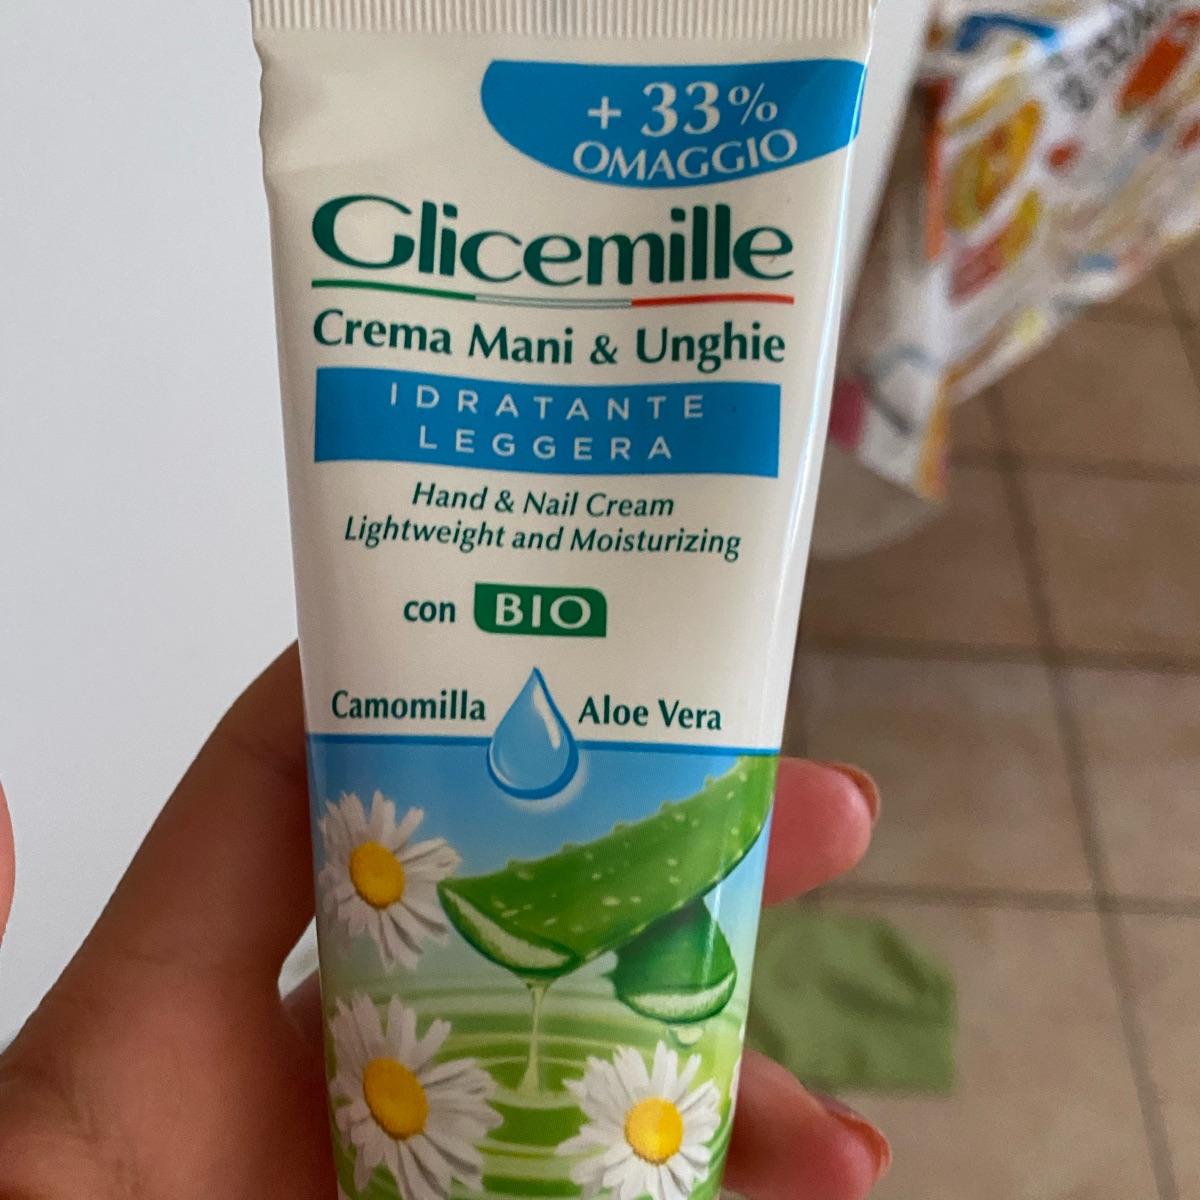 + 33%
OMAGGIO
Glicemille
Crema Mani & Unghie
IDRATANTE
LEGGERA
Hand & Nail Cream
Lightweight and Moisturizing
con BIO
Camomilla Aloe Vera